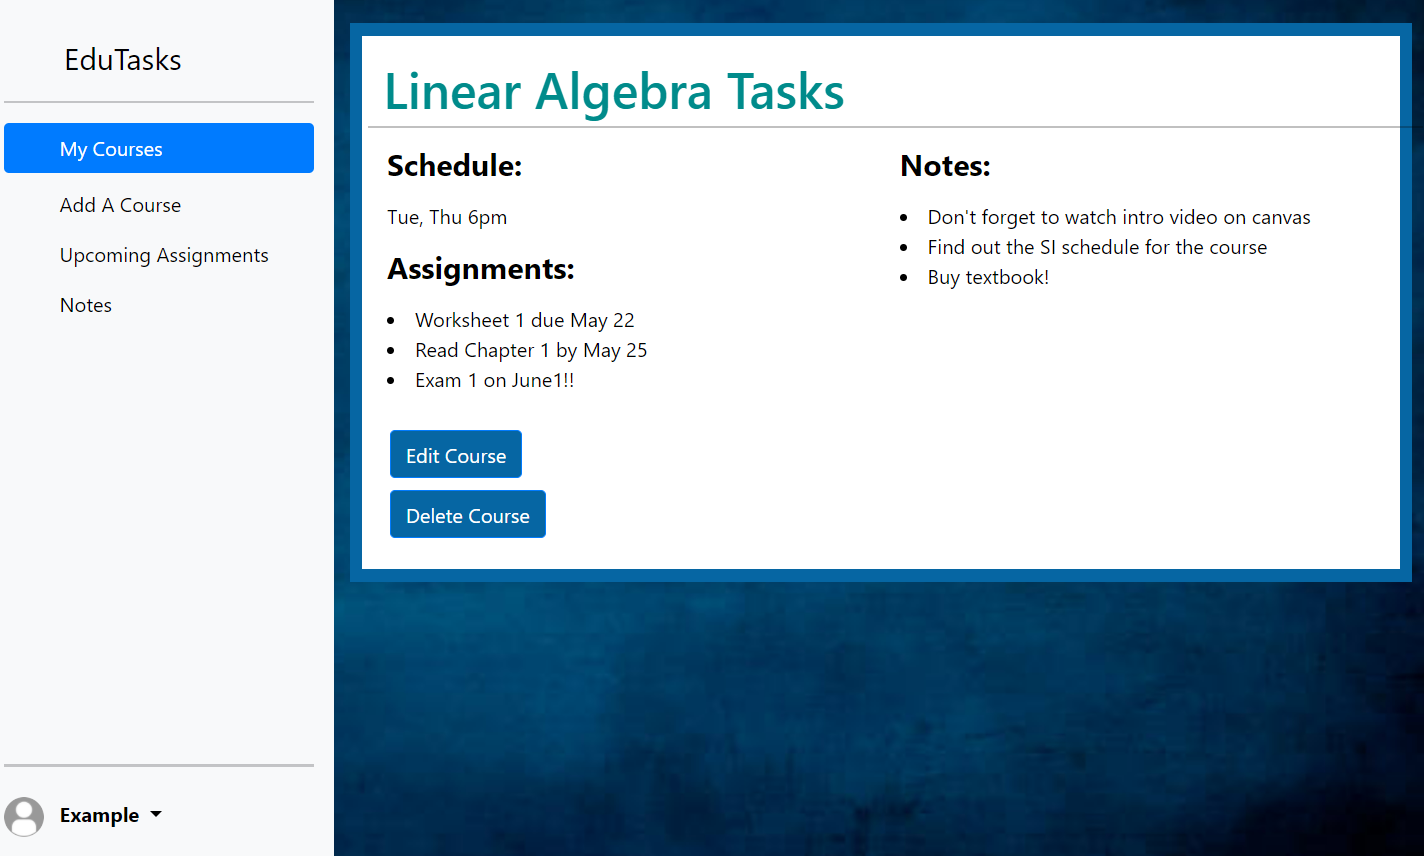 EduTasks
My Courses
Add A Course
Upcoming Assignments
Notes
Example
Linear Algebra Tasks
Schedule:
Tue, Thu 6pm
Assignments:
Worksheet 1 due May 22
Read Chapter 1 by May 25
Exam 1 on June1!!
Edit Course
Delete Course
Notes:
Don't forget to watch intro video on canvas
Find out the SI schedule for the course
Buy textbook!